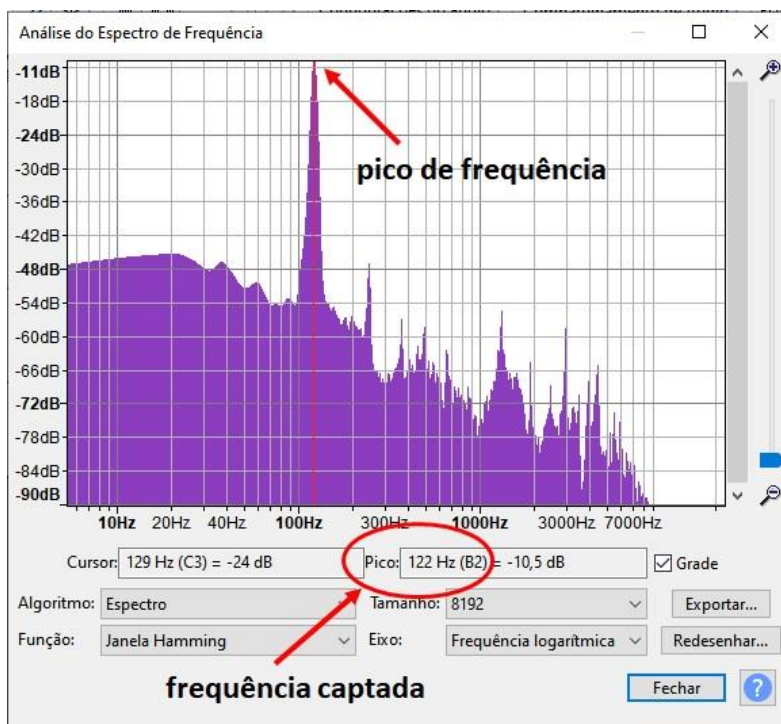 Análise do Espectro de Frequência
-11dB
-18dB
-24dB
-30dB
-36dB
-42dB
-48dB
-54dB
-60dB
-66dB
-72dB
-78dB
-84dB
-90dB
pico de frequência
10Hz 20Hz 40Hz 100Hz 300Hz 1000Hz 3000Hz 7000Hz
Cursor: 129 Hz (C3) = -24 dB Pico: 122 Hz (B2) = -10,5 dB Grade
Algoritmo: Espectro Tamanho: 8192 Exportar...
Função: Janela Hamming Eixo: Frequência logarítmica Redesenhar...
frequência captada
Fechar ?